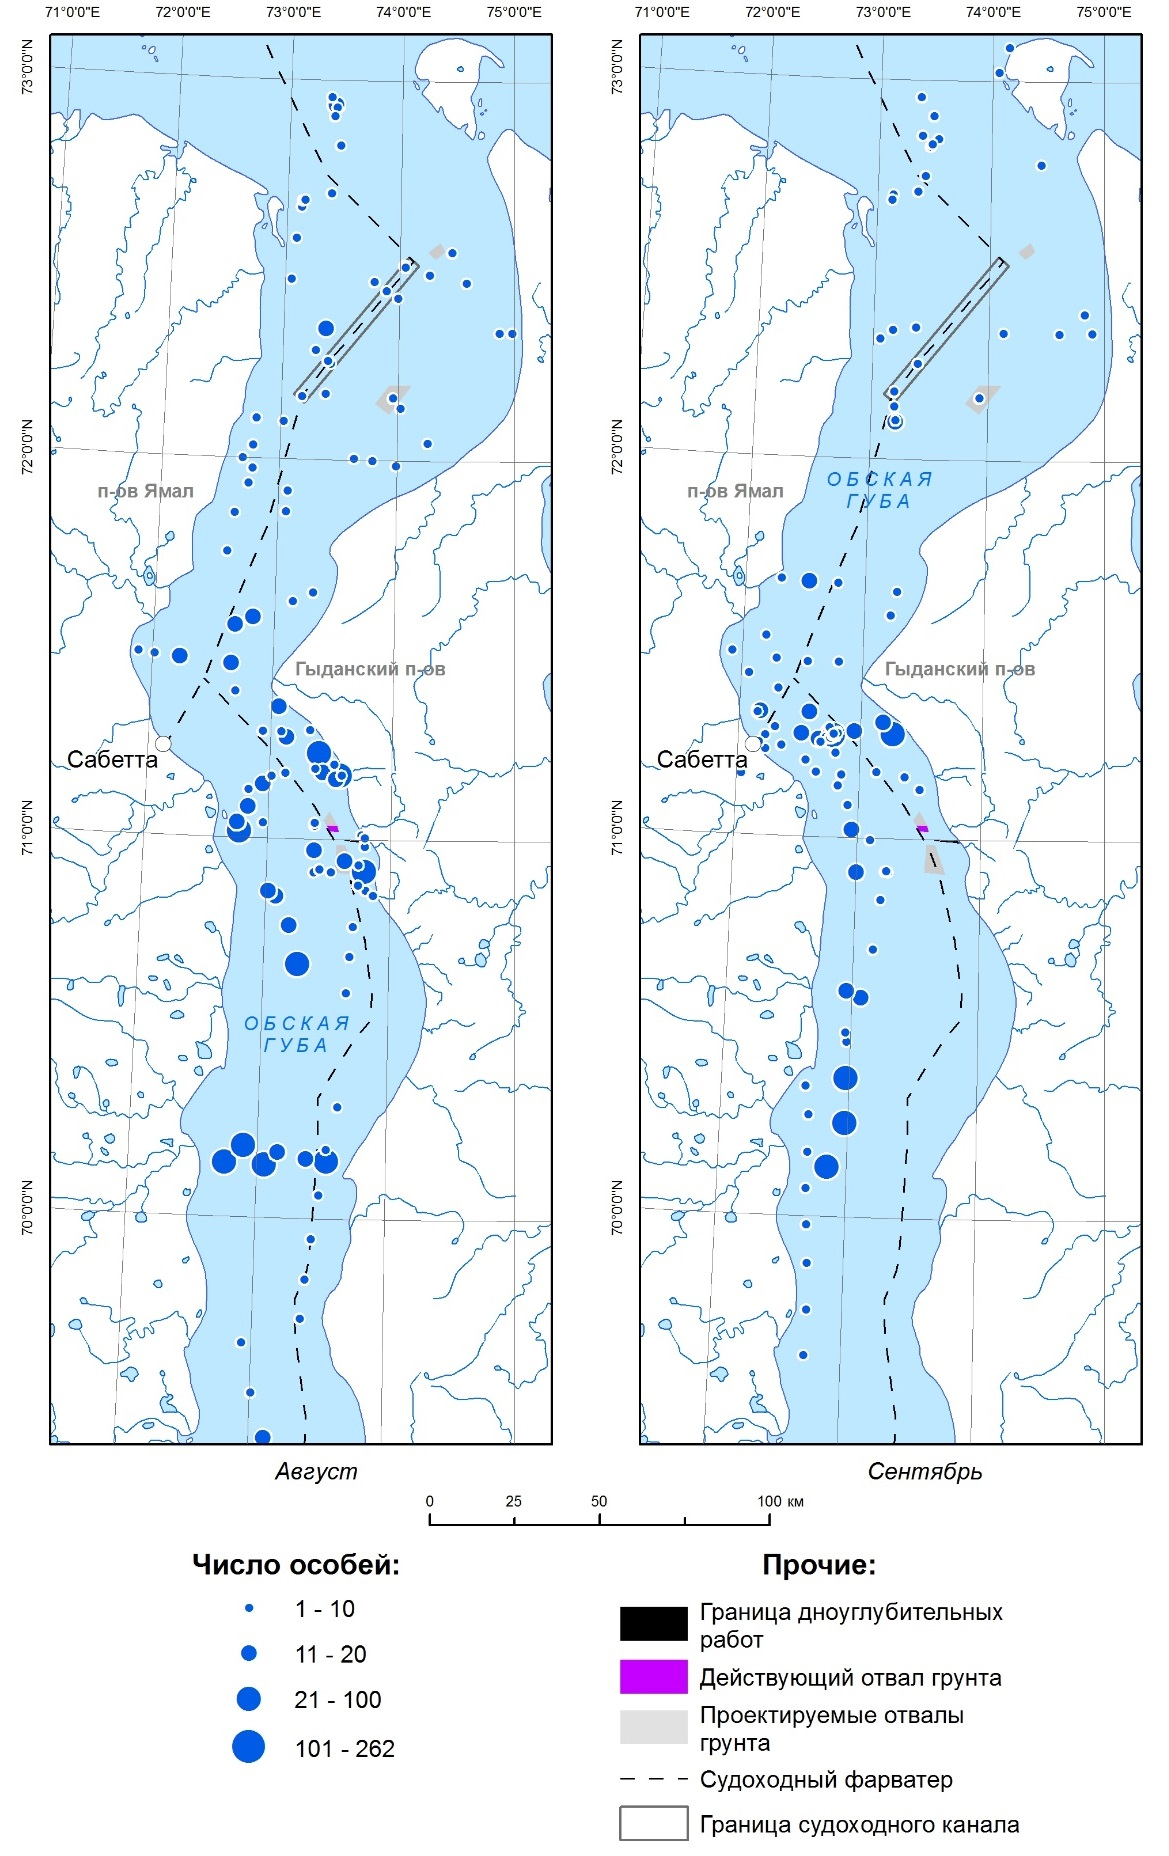 71°0'0"E 72°0'0"E 73°0'0"E 74°0'0"E 75°0'0"E
71°0'0"E 72°0'0"E 73°0'0"E 74°0'0"E 75°0'0"E
73°0'0"N
73°0'0"N
72°0'0"N
72°0'0"N
ОБСКАЯ
ГУБА
п-ов Ямал
п-ов Ямал
Гыданский п-ов
Гыданский п-ов
Сабетта
Сабетта
71°0'0"N
71°0'0"N
ОБСКАЯ
ГУБА
70°0'0"N
70°0'0"N
Август
Сентябрь
0 25 50 100 км
Число особей:
1 - 10
11 - 20
21 - 100
101 - 262
Прочие:
Граница дноуглубительных
работ
Действующий отвал грунта
Проектируемые отвалы
грунта
Судоходный фарватер
Граница судоходного канала